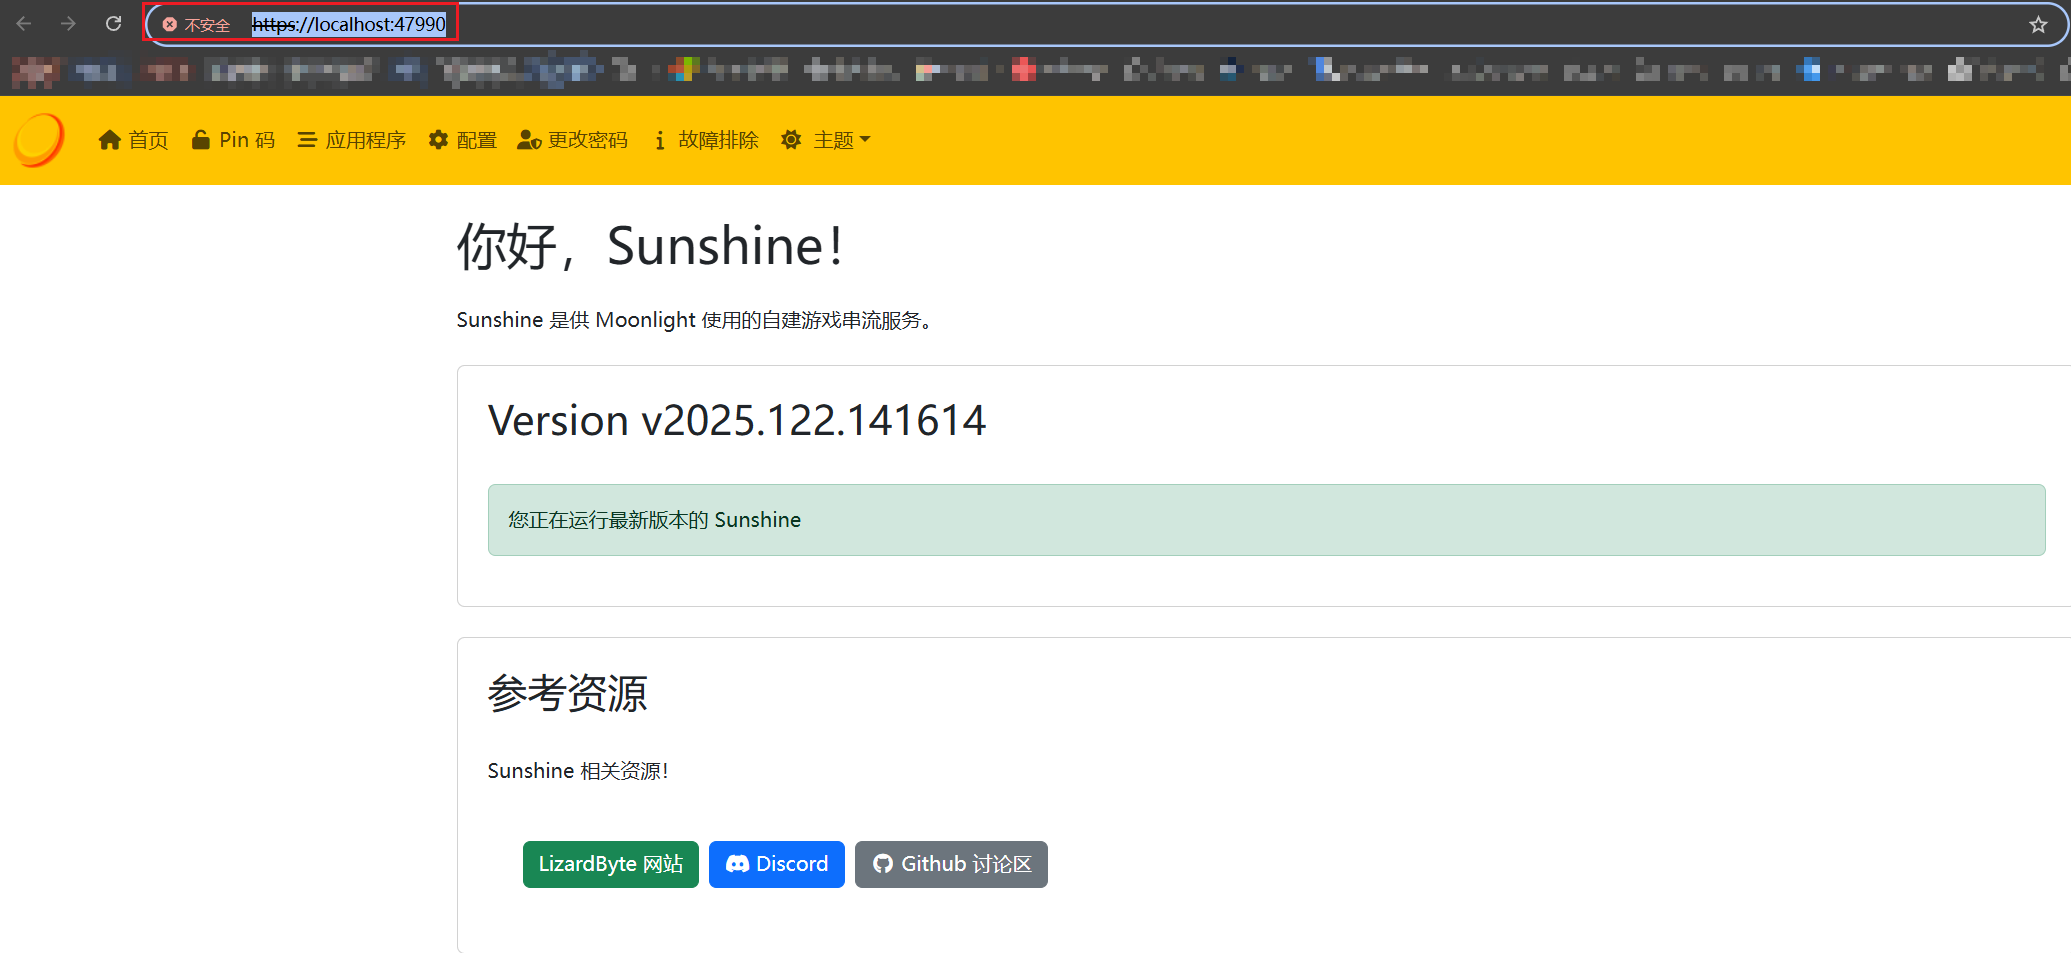 不安全 https://localhost:47990
首页 Pin 码 应用程序 配置 更改密码 故障排除 主题
你好，Sunshine！
Sunshine 是供 Moonlight 使用的自建游戏串流服务。
Version v2025.122.141614
您正在运行最新版本的 Sunshine
参考资源
Sunshine 相关资源！
LizardByte 网站 Discord Github 讨论区